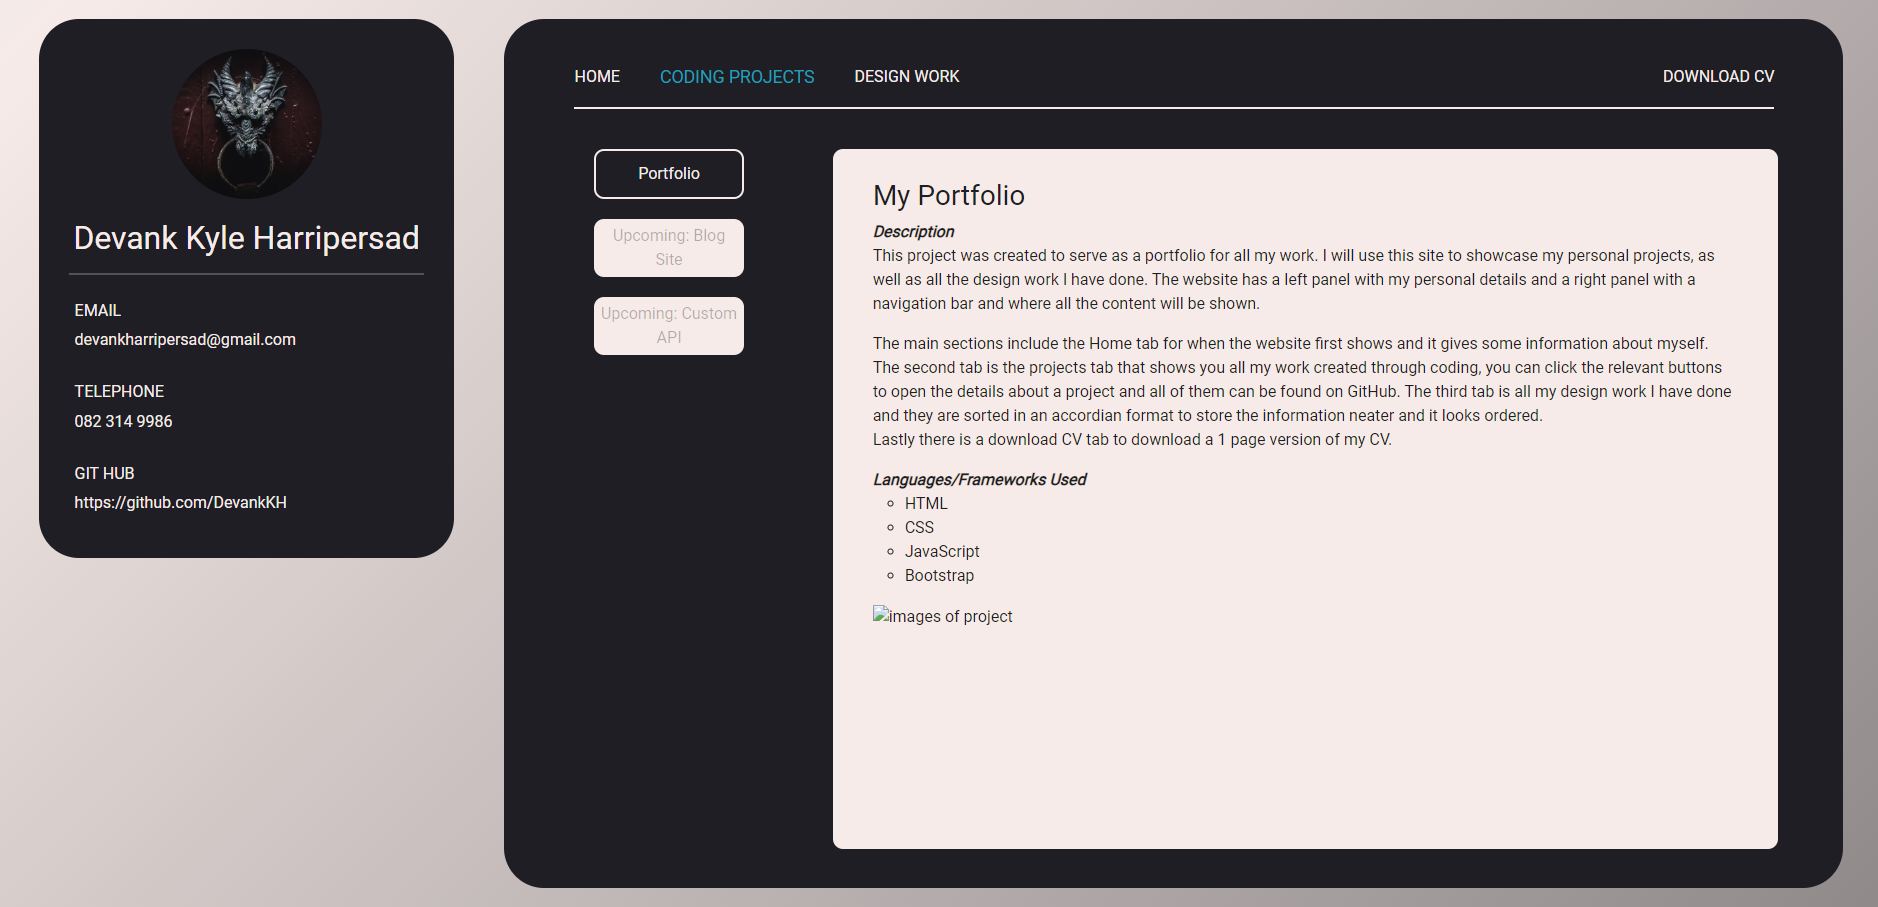 Devank Kyle Harripersad
EMAIL
devankharripersad@gmail.com
TELEPHONE
082 314 9986
GIT HUB
https://github.com/DevankKH
HOME
CODING PROJECTS
DESIGN WORK
DOWNLOAD CV
Portfolio
Upcoming: Blog
Site
Upcoming: Custom
API
My Portfolio
Description
This project was created to serve as a portfolio for all my work. I will use this site to showcase my personal projects, as
well as all the design work I have done. The website has a left panel with my personal details and a right panel with a
navigation bar and where all the content will be shown.
The main sections include the Home tab for when the website first shows and it gives some information about myself.
The second tab is the projects tab that shows you all my work created through coding, you can click the relevant buttons
to open the details about a project and all of them can be found on GitHub. The third tab is all my design work I have done
and they are sorted in an accordian format to store the information neater and it looks ordered.
Lastly there is a download CV tab to download a 1 page version of my CV.
Languages/Frameworks Used
HTML
CSS
JavaScript
Bootstrap
images of project